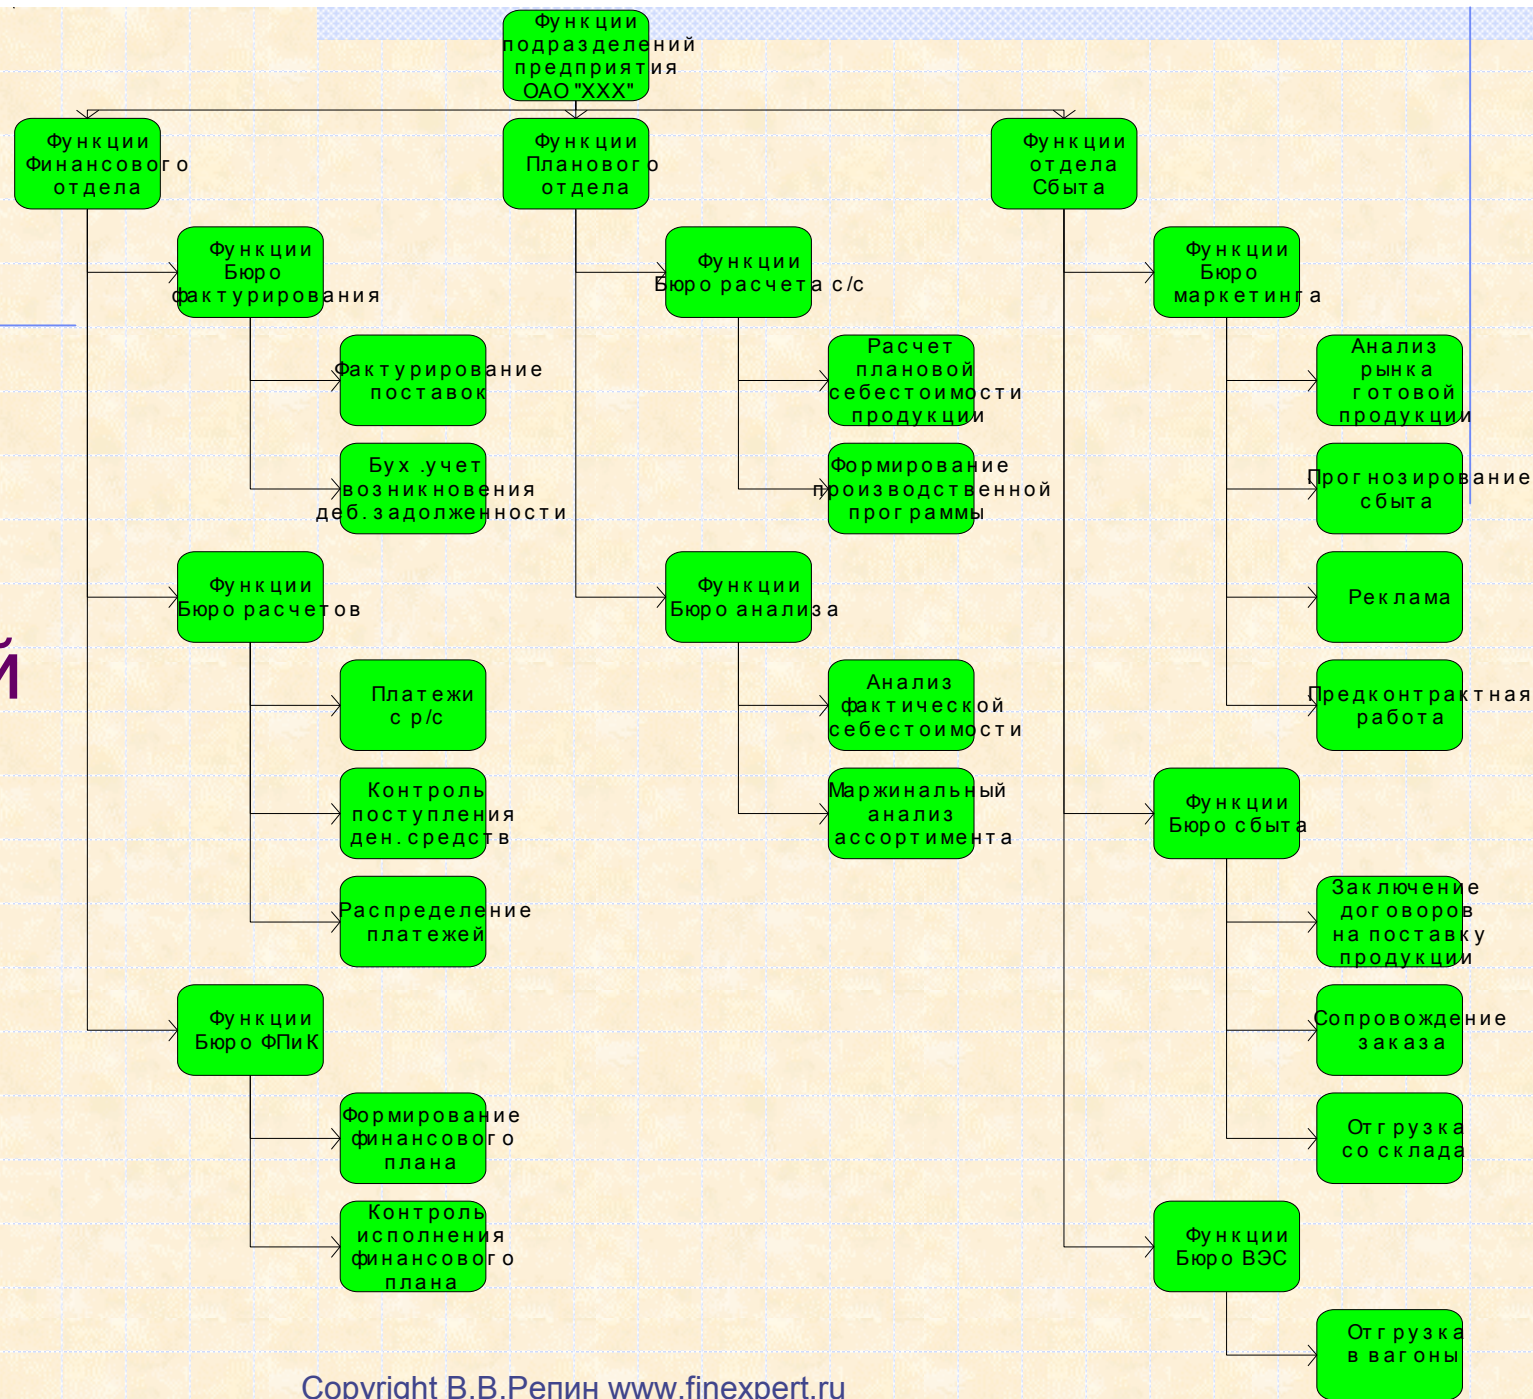 Функции
подразделений
предприятия
ОАО "XXX"
Функции
Финансового
отдела
Функции
Планового
отдела
Функции
отдела
Сбыта
Функции
Бюро
фактурирования
Функции
Бюро расчета с/с
Функции
Бюро
маркетинга
Фактурирование
поставок
Расчет
плановой
себестоимости
продукции
Анализ
рынка
готовой
продукции
Бух.учет
возникновения
деб.задолженности
Формирование
производственной
программы
Прогнозирование
сбыта
Функции
Бюро расчетов
Функции
Бюро анализа
Реклама
й
Платежи
с р/с
Анализ
фактической
себестоимости
Предконтрактная
работа
Контроль
поступления
ден.средств
Маржинальный
анализ
ассортимента
Функции
Бюро сбыта
Распределение
платежей
Заключение
договоров
на поставку
продукции
Функции
Бюро ФПиК
Сопровождение
заказа
Формирование
финансового
плана
Отгрузка
со склада
Контроль
исполнения
финансового
плана
Функции
Бюро ВЭС
Отгрузка
в вагоны
Copyright В.В.Репин www.finexpert.ru